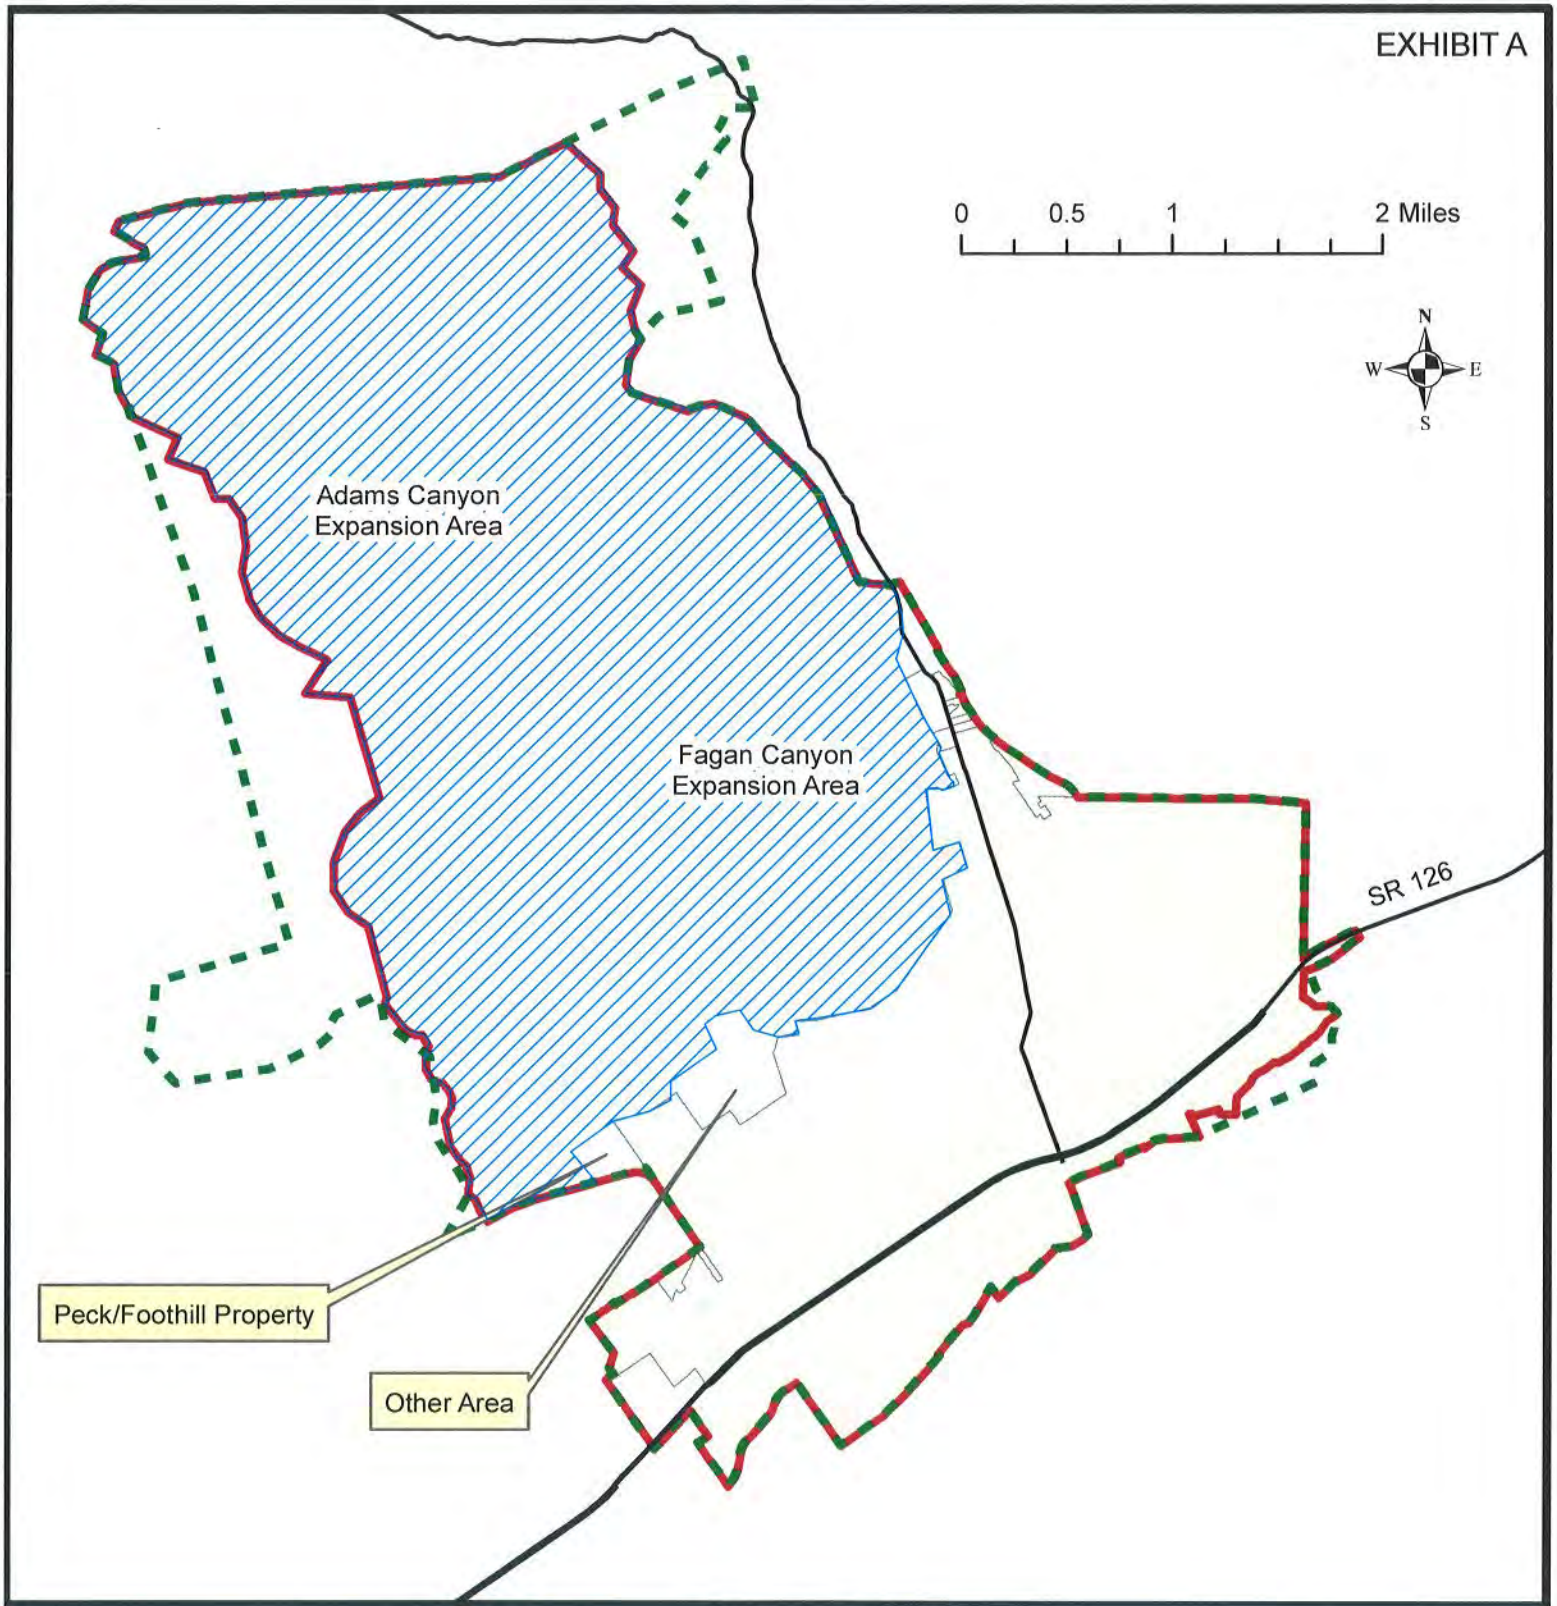 EXHIBIT A
0 0.5 1 2 Miles
N
W E
S
Adams Canyon
Expansion Area
Fagan Canyon
Expansion Area
SR 126
Peck/Foothill Property
Other Area